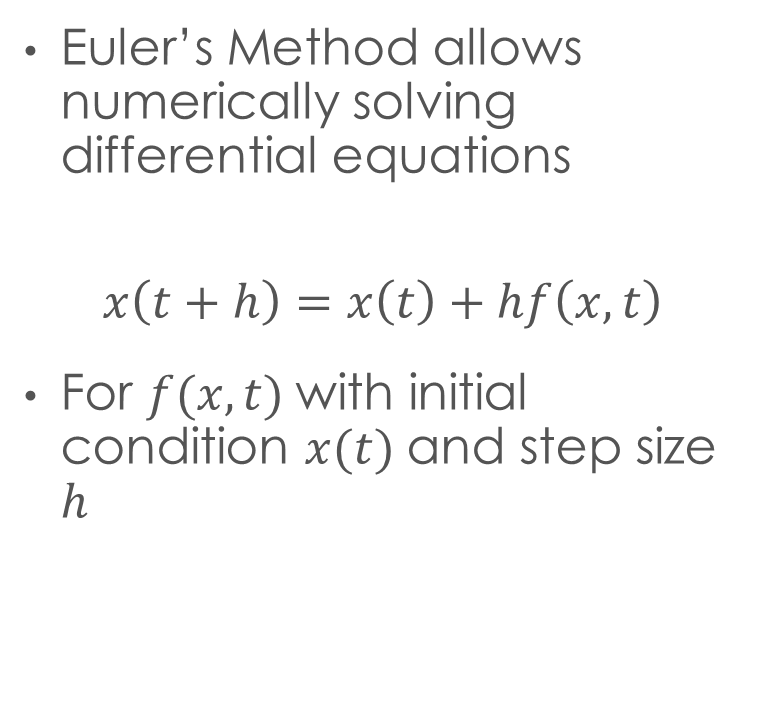 • Euler’s Method allows
numerically solving
differential equations
x(t + h) = x(t) + hf(x, t)
• For f(x, t) with initial
condition x(t) and step size
h